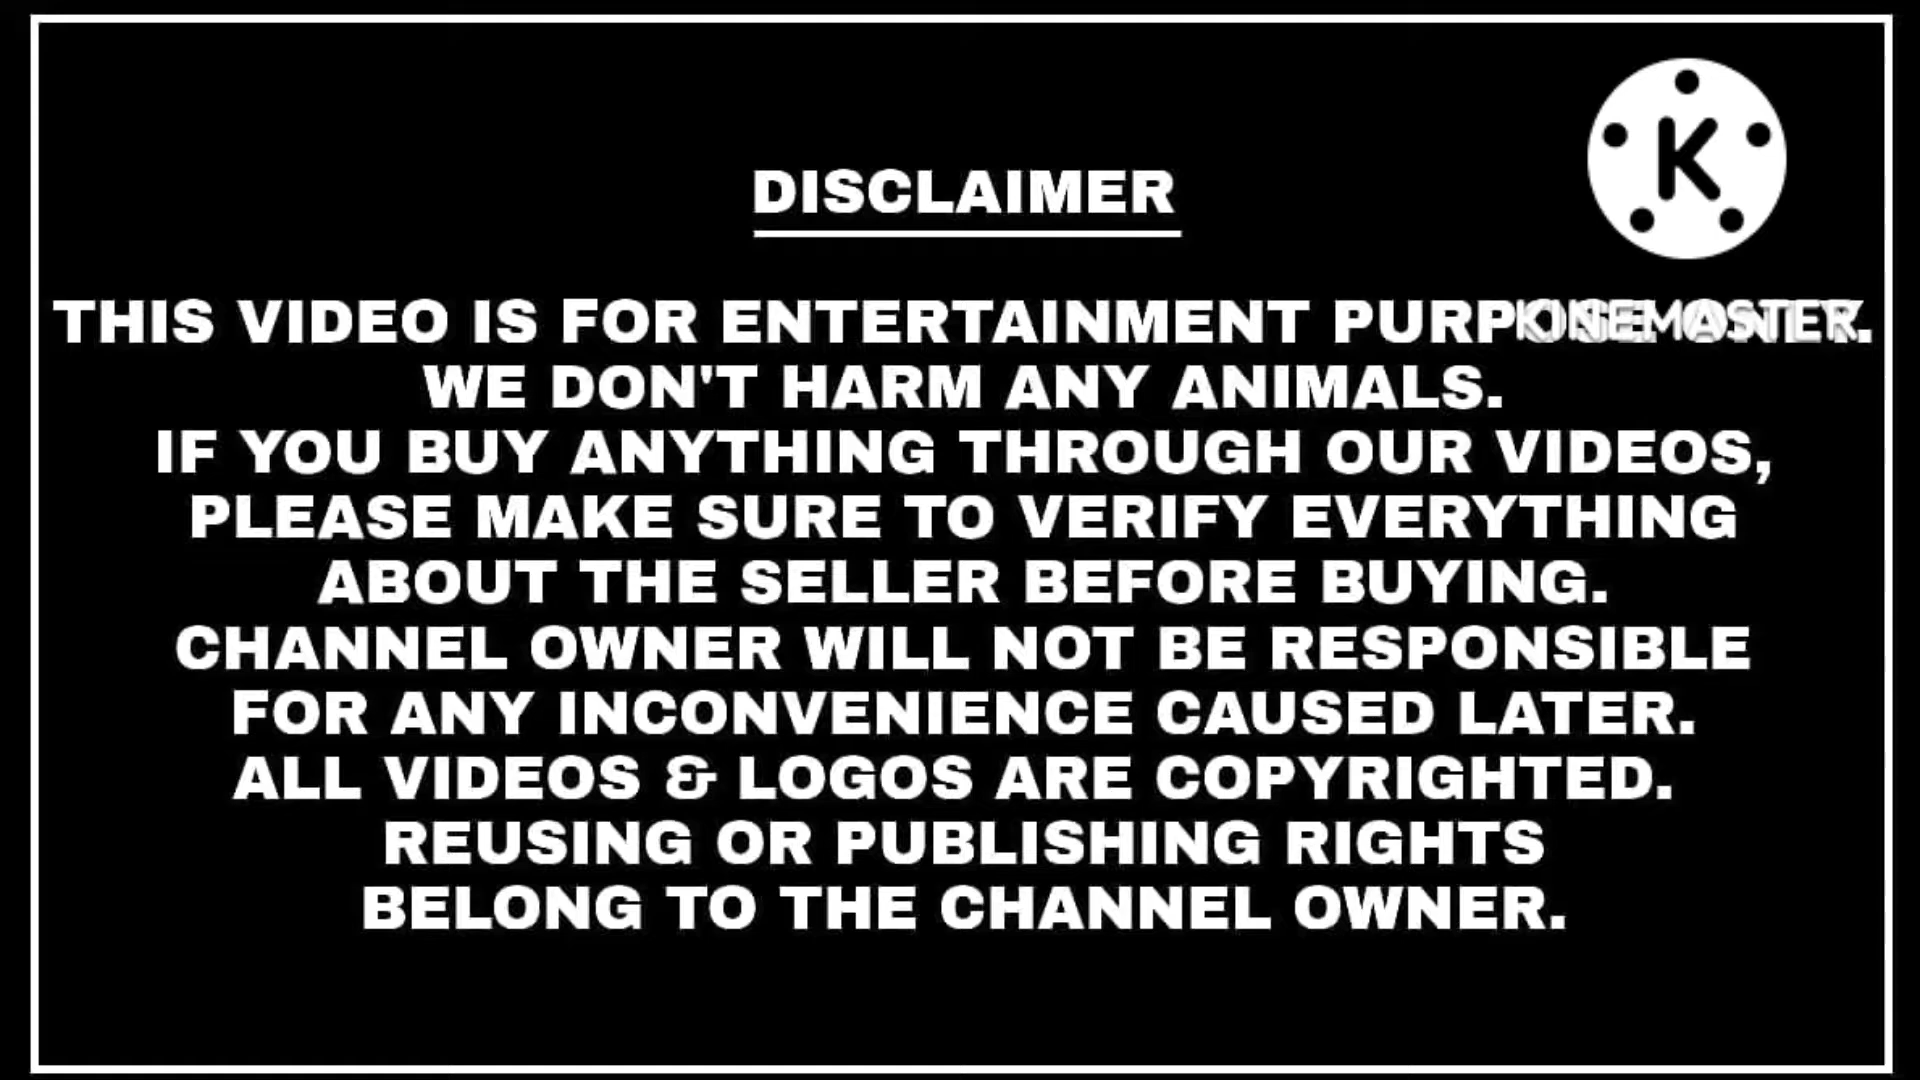 K
DISCLAIMER
THIS VIDEO IS FOR ENTERTAINMENT PURPOSE
KINEMASTER
WE DON'T HARM ANY ANIMALS.
IF YOU BUY ANYTHING THROUGH OUR VIDEOS,
PLEASE MAKE SURE TO VERIFY EVERYTHING
ABOUT THE SELLER BEFORE BUYING.
CHANNEL OWNER WILL NOT BE RESPONSIBLE
FOR ANY INCONVENIENCE CAUSED LATER.
ALL VIDEOS & LOGOS ARE COPYRIGHTED.
REUSING OR PUBLISHING RIGHTS
BELONG TO THE CHANNEL OWNER.